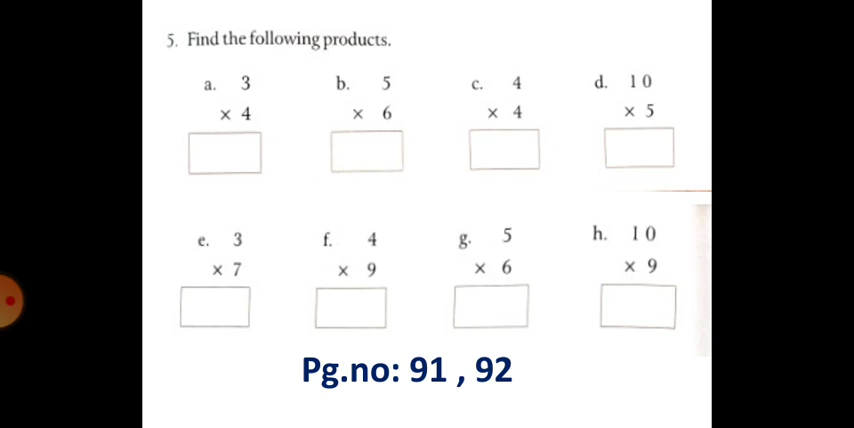 5. Find the following products.
a. 3 b. 5 c. 4 d. 10
× 4 × 6 × 4 × 5
e. 3 f. 4 g. 5 h. 10
× 7 × 9 × 6 × 9
Pg.no: 91 , 92